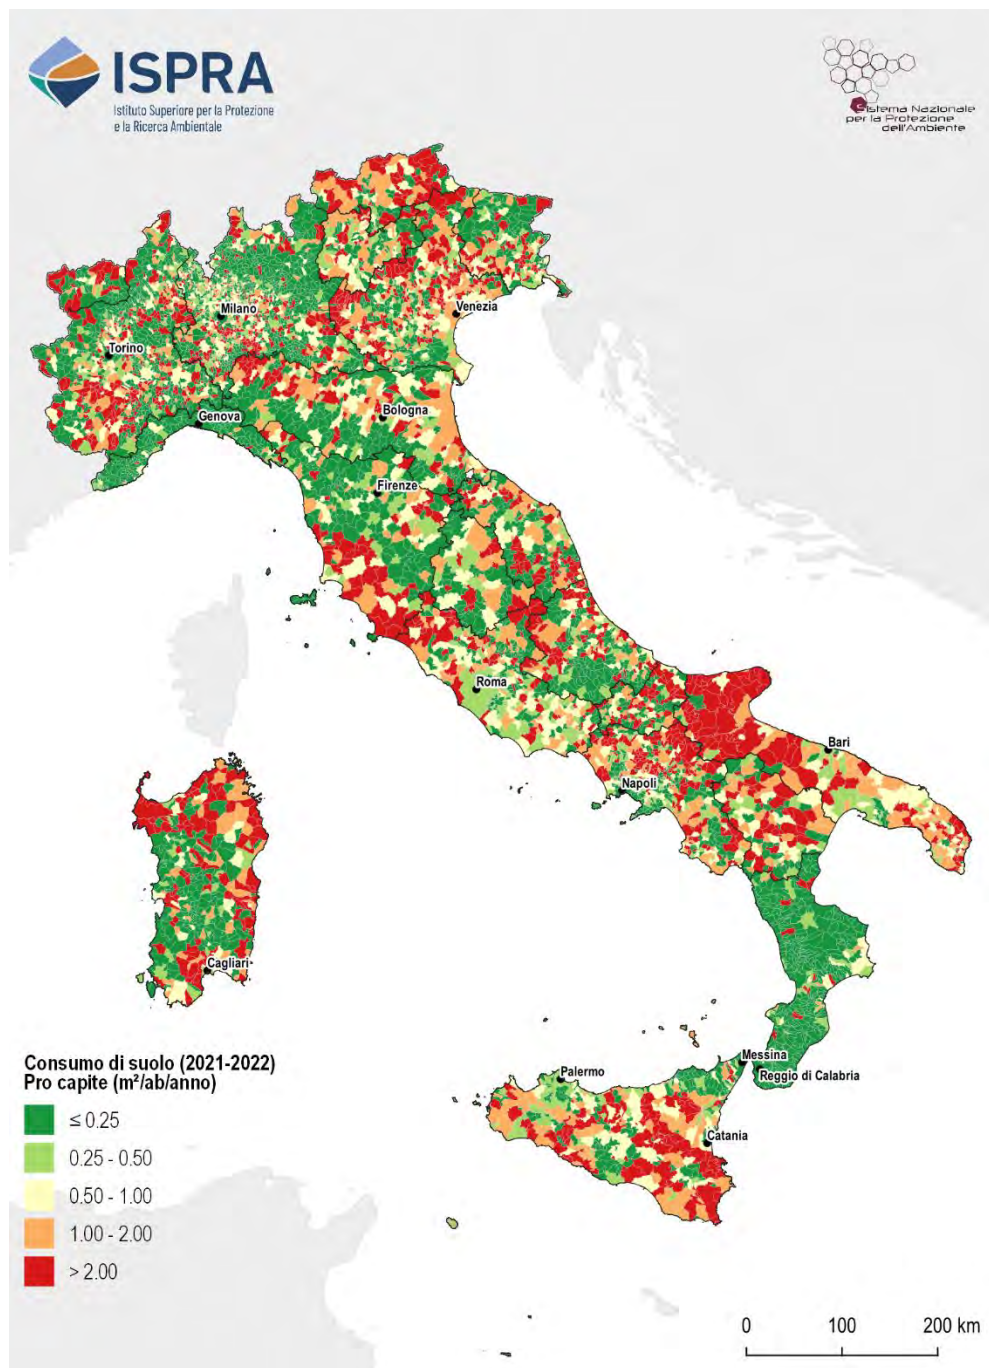 ISPRA
Istituto Superiore per la Protezione
e la Ricerca Ambientale
Sistema Nazionale
per la Protezione
dell'Ambiente
Milano
Venezia
Torino
Genova
Bologna
Firenze
Roma
Bari
Napoli
Cagliari
Messina
Palermo
Reggio di Calabria
Catania
Consumo di suolo (2021-2022)
Pro capite (m²/ab/anno)
≤ 0.25
0.25 - 0.50
0.50 - 1.00
1.00 - 2.00
> 2.00
0 100 200 km